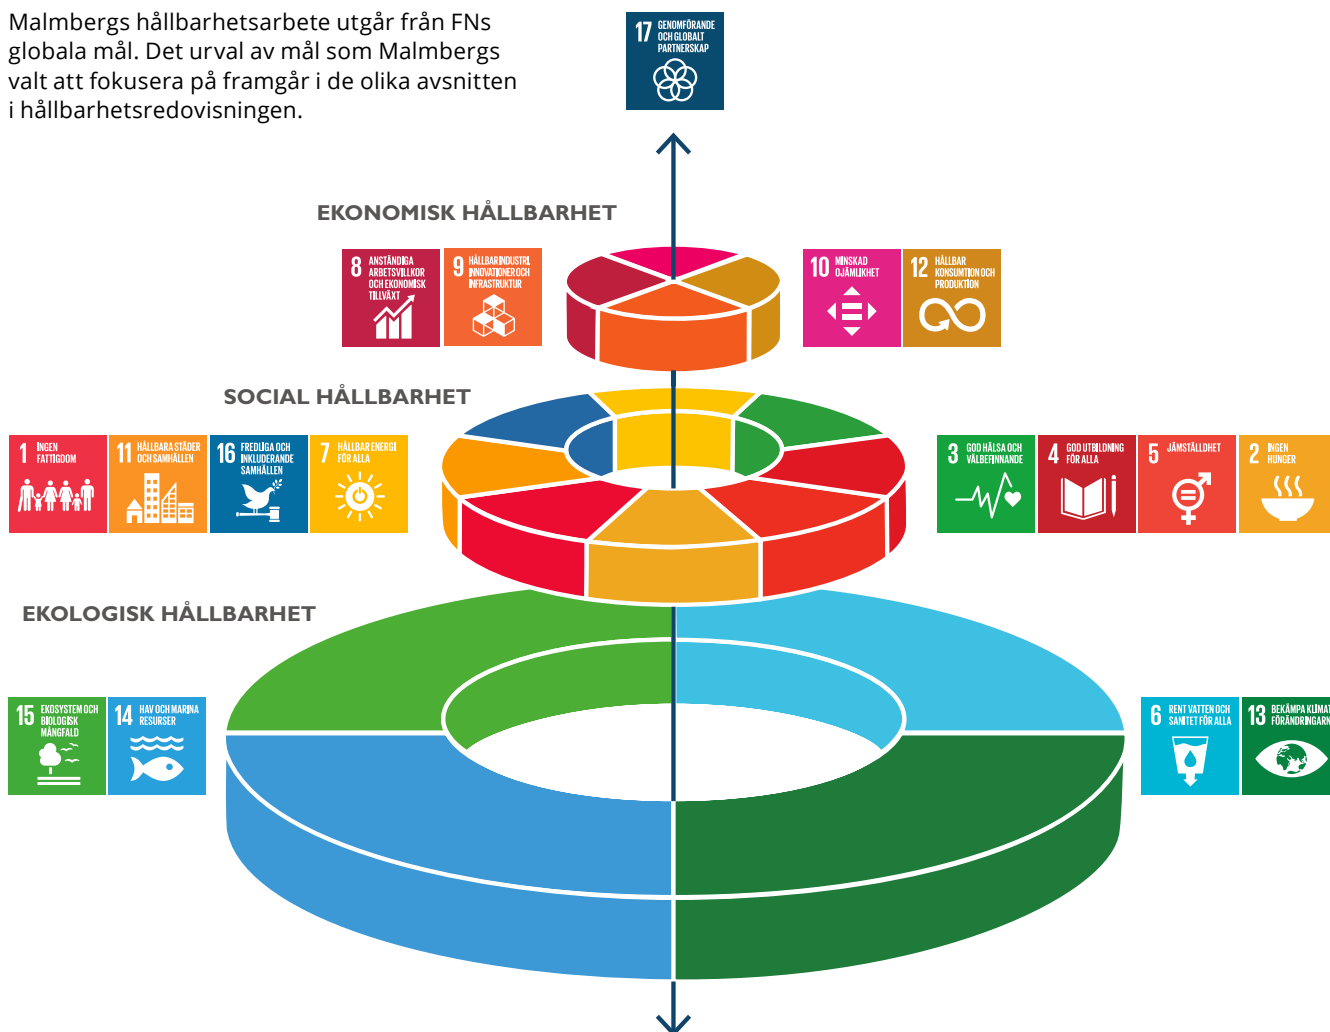 Malmbergs hållbarhetsarbete utgår från FNs
globala mål. Det urval av mål som Malmbergs
valt att fokusera på framgår i de olika avsnitten
i hållbarhetsredovisningen.
17 GENOMFÖRANDE
OCH GLOBALT
PARTNERSKAP
EKONOMISK HÅLLBARHET
8 ANSTÄNDIGA
ARBETSVILLKOR
OCH EKONOMISK
TILLVÄXT
9 HÅLLBAR INDUSTRI,
INNOVATIONER OCH
INFRASTRUKTUR
10 MINSKAD
OJÄMLIKHET
12 HÅLLBAR
KONSUMTION OCH
PRODUKTION
SOCIAL HÅLLBARHET
1 INGEN
FATTIGDOM
11 HÅLLBARA STÄDER
OCH SAMHÄLLEN
16 FREDLIGA OCH
INKLUDERANDE
SAMHÄLLEN
7 HÅLLBAR ENERGI
FÖR ALLA
3 GOD HÄLSA OCH
VÄLBEFINNANDE
4 GOD UTBILDNING
FÖR ALLA
5 JÄMSTÄLLDHET
2 INGEN
HUNGER
EKOLOGISK HÅLLBARHET
15 EKOSYSTEM OCH
BIOLOGISK
MÅNGFALD
14 HAV OCH MARINA
RESURSER
6 RENT VATTEN OCH
SANITET FÖR ALLA
13 BEKÄMPA KLIMAT
FÖRÄNDRINGARN